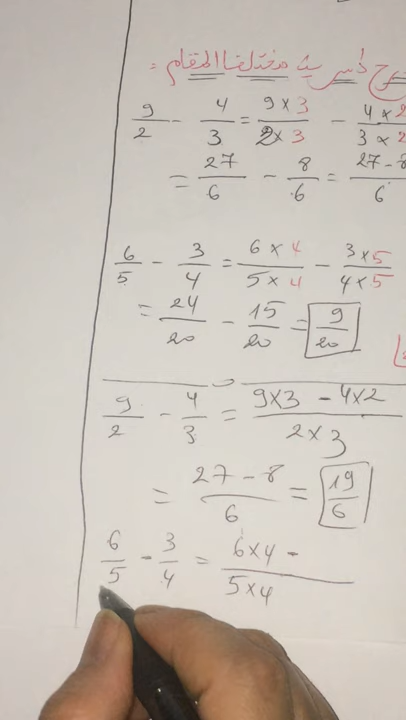 مختلفا المقام :
9/2 - 4/3 = 9×3/2×3 - 4×2/3×2
= 27/6 - 8/6 = 27-8/6
6/5 - 3/4 = 6×4/5×4 - 3×5/4×5
= 24/20 - 15/20 = 9/20
9/2 - 4/3 = 9×3 - 4×2/2×3
= 27-8/6 = 19/6
6/5 - 3/4 = 6×4 -/5×4